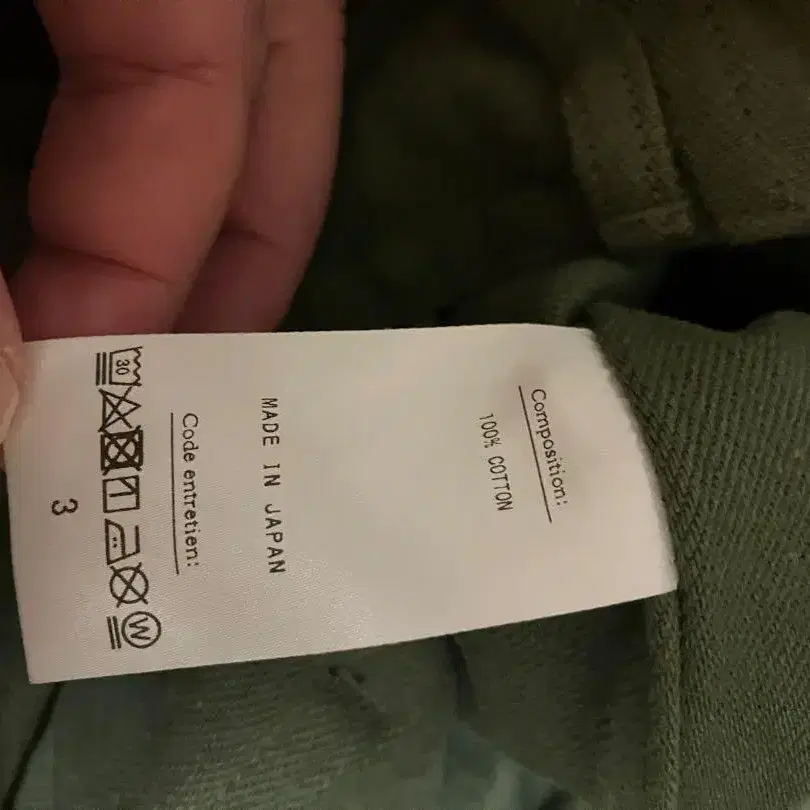 Composition:
100% COTTON
MADE IN JAPAN
Code entretien:
30
W
3